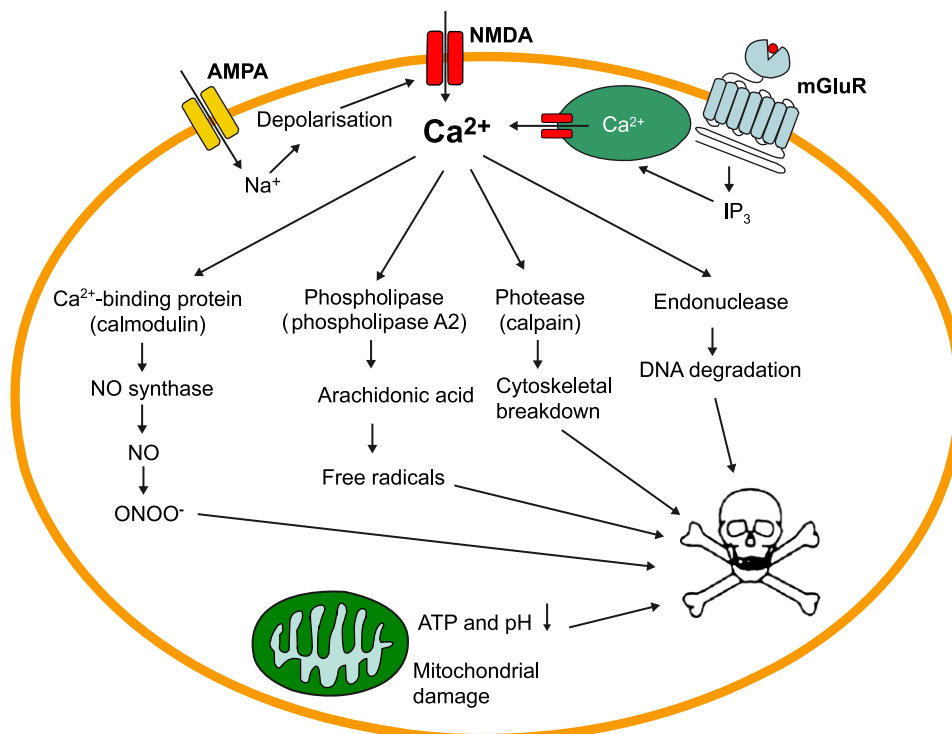 NMDA
AMPA
mGluR
Depolarisation
Ca²⁺
Ca²⁺
Na⁺
IP₃
Ca²⁺-binding protein
(calmodulin)
Phospholipase
(phospholipase A2)
Photease
(calpain)
Endonuclease
NO synthase
Arachidonic acid
Cytoskeletal
breakdown
DNA degradation
NO
Free radicals
ONOO⁻
ATP and pH
Mitochondrial
damage